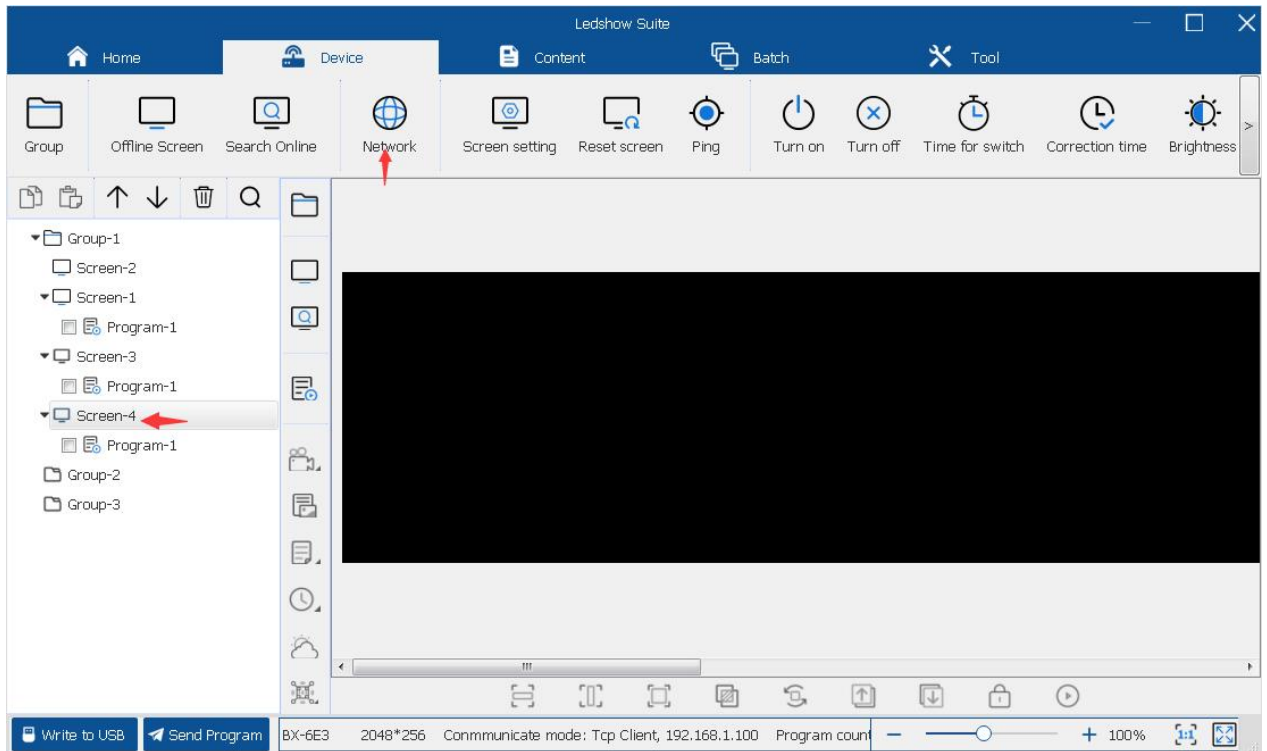 Ledshow Suite
Home Device Content Batch Tool
Group Offline Screen Search Online Network Screen setting Reset screen Ping Turn on Turn off Time for switch Correction time Brightness >
Group-1
Screen-2
Screen-1
Program-1
Screen-3
Program-1
Screen-4
Program-1
Group-2
Group-3
Write to USB Send Program BX-6E3 2048*256 Conmmunicate mode: Tcp Client, 192.168.1.100 Program count 100% 1:1